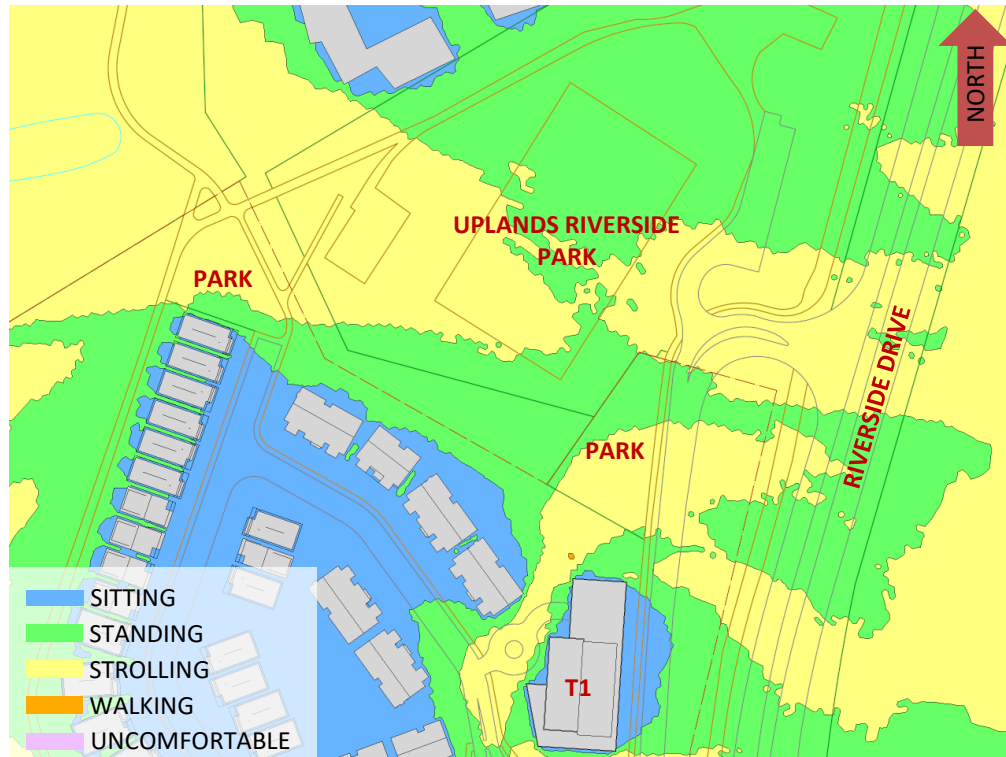 NORTH
UPLANDS RIVERSIDE
PARK
PARK
RIVERSIDE DRIVE
PARK
SITTING
STANDING
STROLLING
WALKING
UNCOMFORTABLE
T1